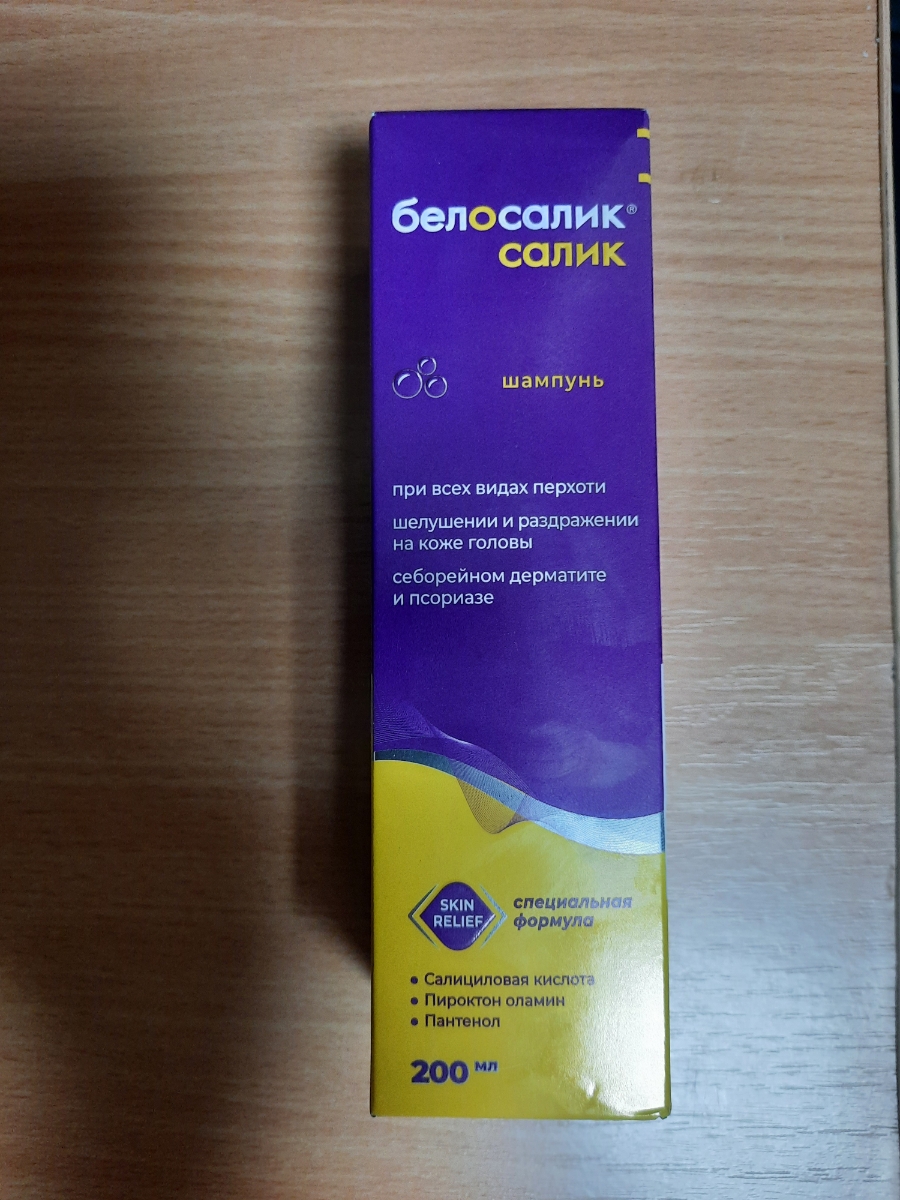 белосалик®
салик
шампунь
при всех видах перхоти
шелушении и раздражении
на коже головы
себорейном дерматите
и псориазе
SKIN
RELIEF
специальная
формула
• Салициловая кислота
• Пироктон оламин
• Пантенол
200 мл